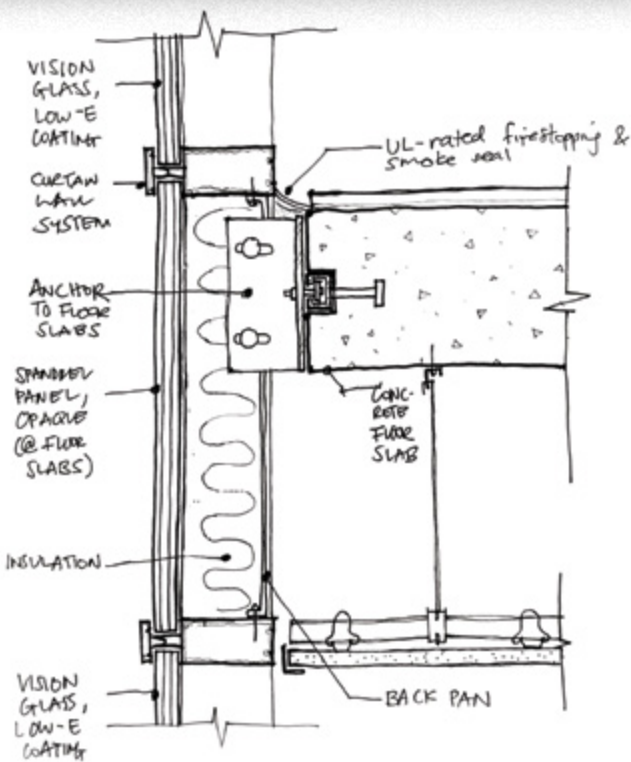 VISION
GLASS,
LOW-E
COATING
UL-rated firestopping &
smoke seal
CURTAIN
WALL
SYSTEM
ANCHOR
TO FLOOR
SLABS
SPANDREL
PANEL,
OPAQUE
(@ FLOOR
SLABS)
CONC-
RETE
FLOOR
SLAB
INSULATION
BACK PAN
VISION
GLASS,
LOW-E
COATING